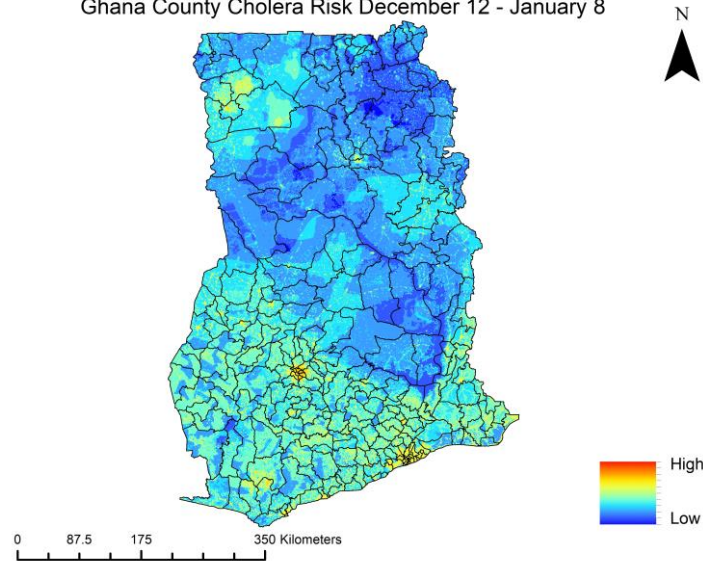 Ghana County Cholera Risk December 12 - January 8
N
High
Low
0 87.5 175 350 Kilometers